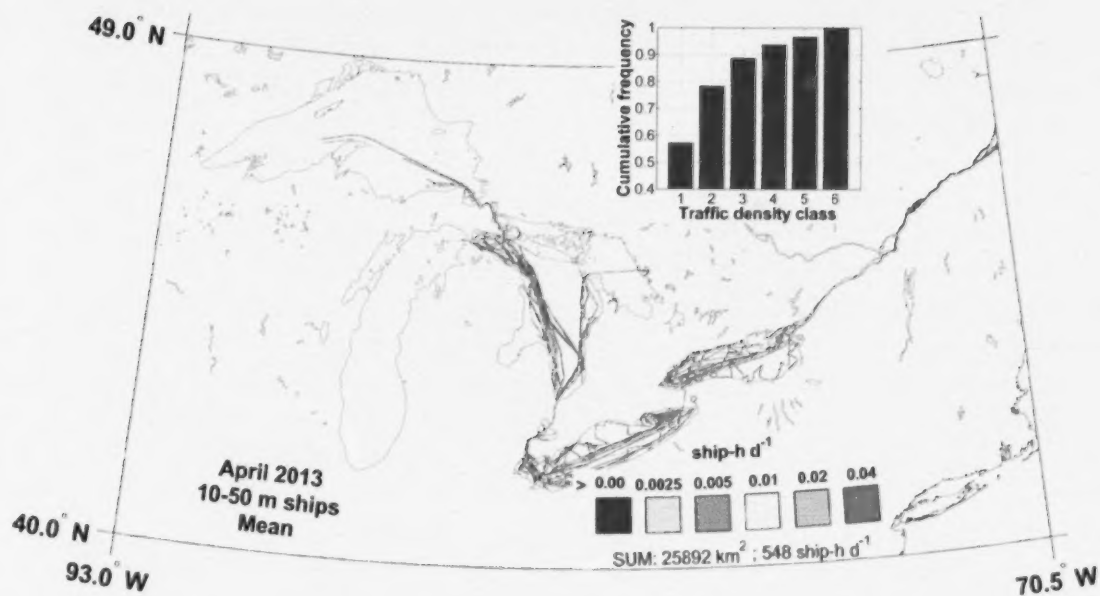 49.0° N
Cumulative frequency
1
0.9
0.8
0.7
0.6
0.5
0.4
1 2 3 4 5 6
Traffic density class
ship-h d⁻¹
> 0.00 0.0025 0.005 0.01 0.02 0.04
SUM: 25892 km² ; 548 ship-h d⁻¹
April 2013
10-50 m ships
Mean
40.0° N
93.0° W
70.5° W